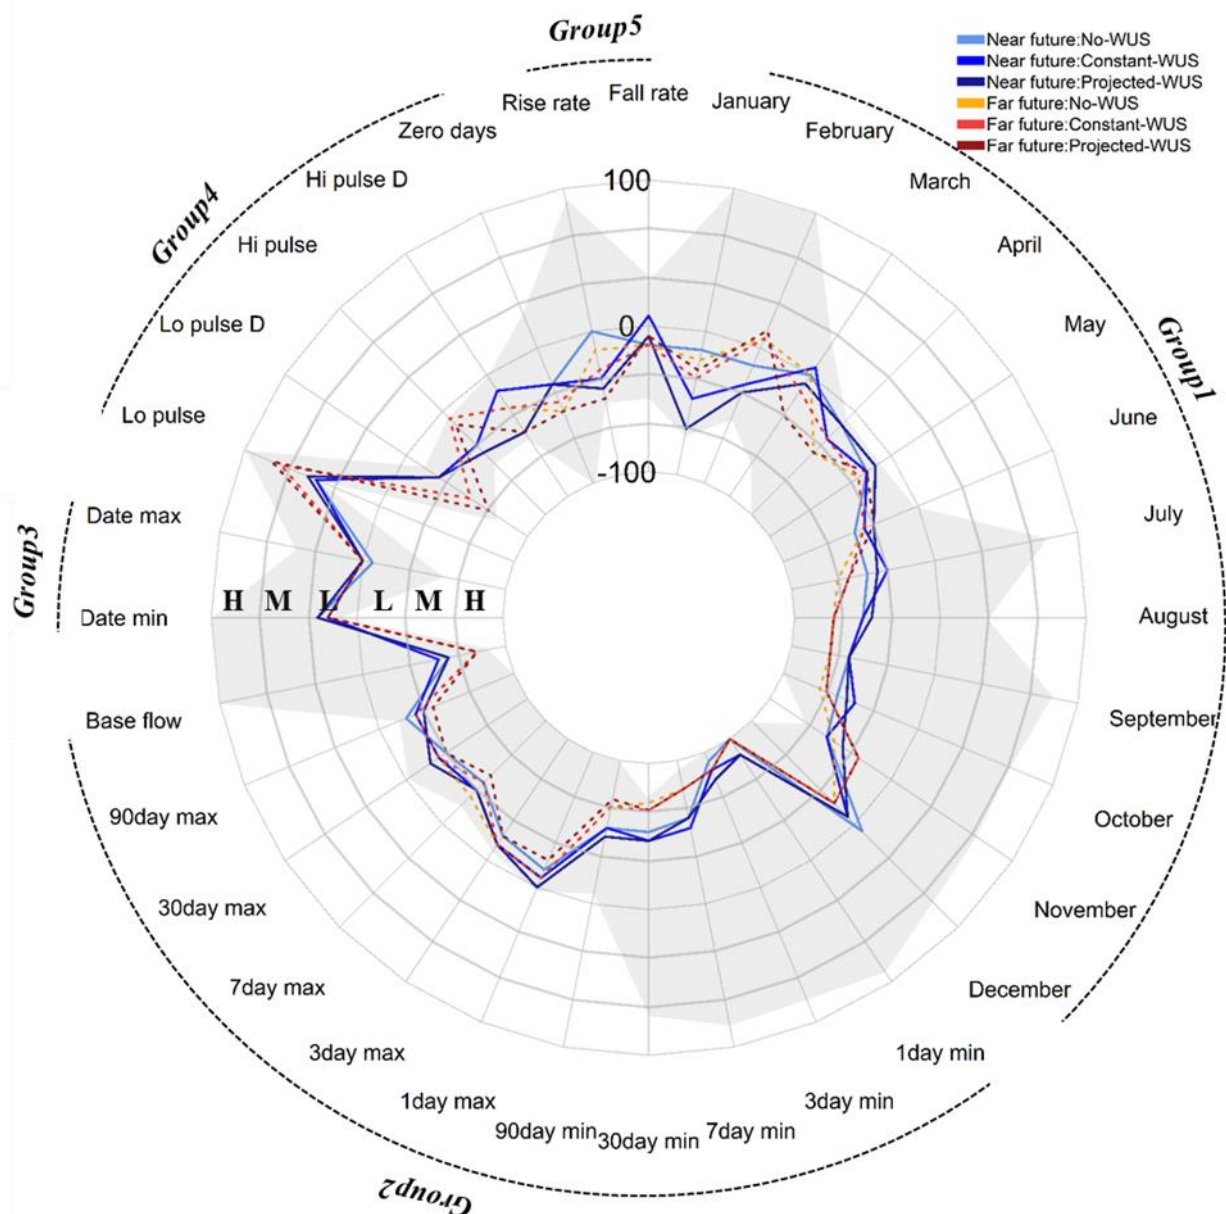 Group5
Near future:No-WUS
Near future:Constant-WUS
Near future:Projected-WUS
Far future:No-WUS
Far future:Constant-WUS
Far future:Projected-WUS
Rise rate
Fall rate
January
February
March
April
May
Group1
June
July
August
September
October
November
December
1day min
3day min
7day min
30day min
90day min
1day max
3day max
7day max
30day max
90day max
Group2
Base flow
Date min
Date max
Group3
Lo pulse
Lo pulse D
Hi pulse
Hi pulse D
Zero days
Group4
100
0
-100
H M L L M H